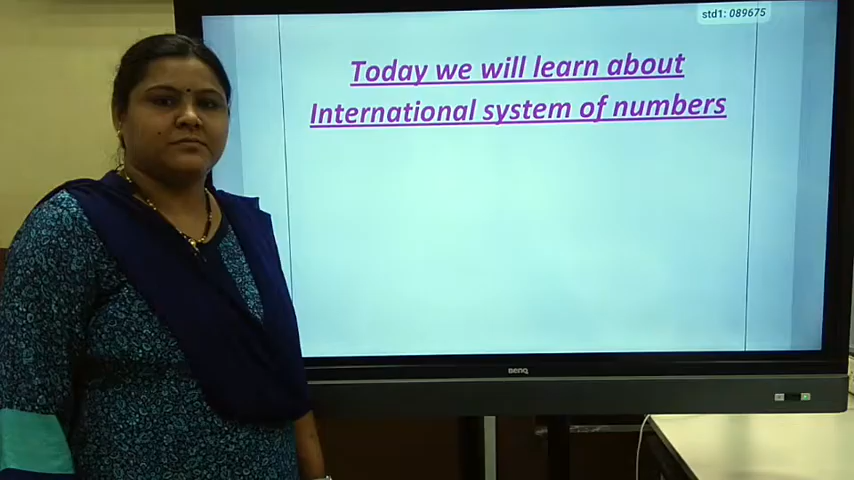 std1: 089675
Today we will learn about
International system of numbers
BenQ